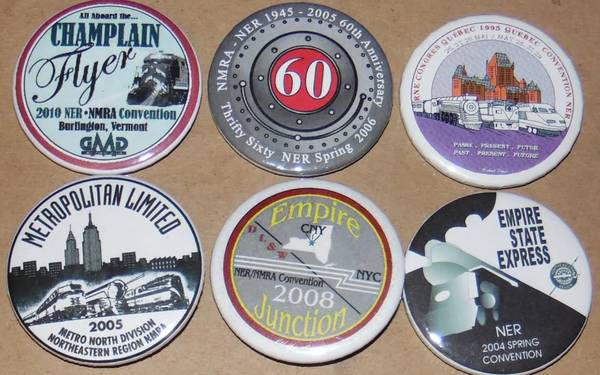 All Aboard the...
CHAMPLAIN
Flyer
2010 NER • NMRA Convention
Burlington, Vermont
NMRA - NER 1945 - 2005 60th Anniversary
60
Thrifty Sixty NER Spring 2006
RNE CONGRES QUEBEC 1995 QUEBEC CONVENTION NER
PASSE . PRESENT . FUTUR
PAST . PRESENT . FUTURE
METROPOLITAN LIMITED
2005
METRO NORTH DIVISION
NORTHEASTERN REGION NMRA
Empire
CNY
DL&W
NYC
NER/NMRA Convention
2008
Junction
EMPIRE
STATE
EXPRESS
NER
2004 SPRING
CONVENTION